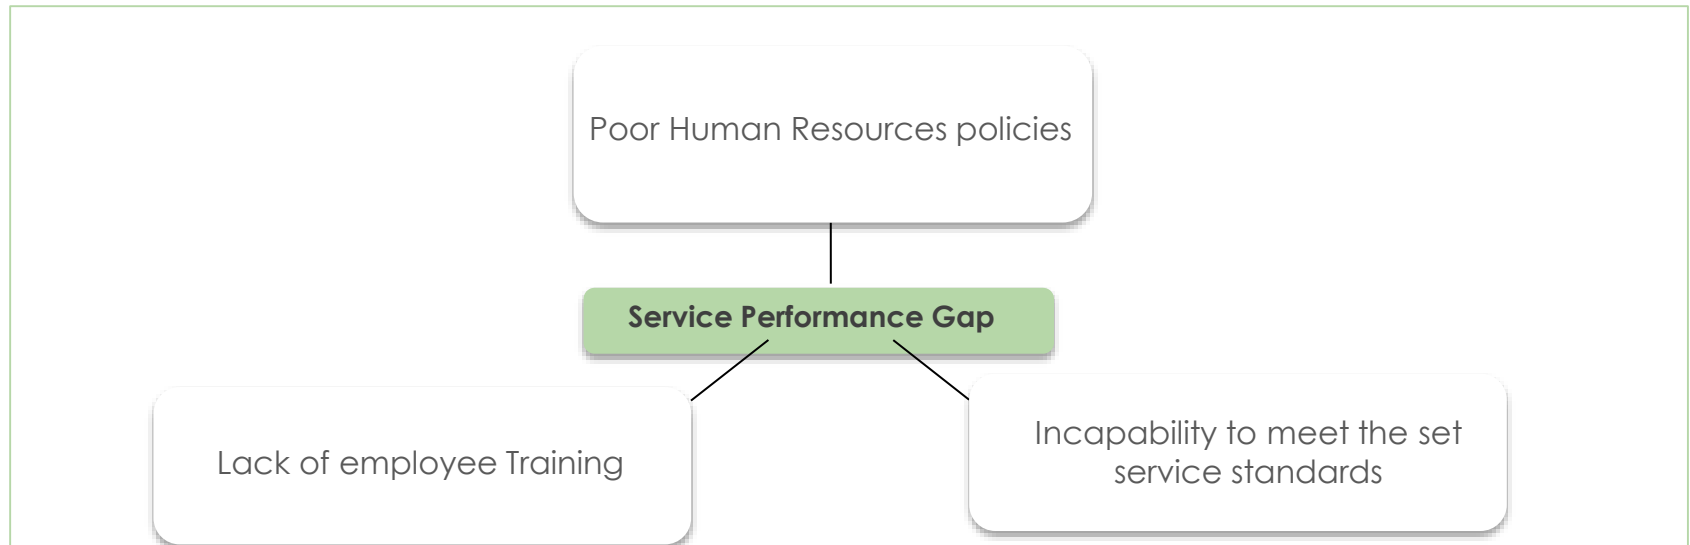 Poor Human Resources policies
Service Performance Gap
Lack of employee Training
Incapability to meet the set
service standards